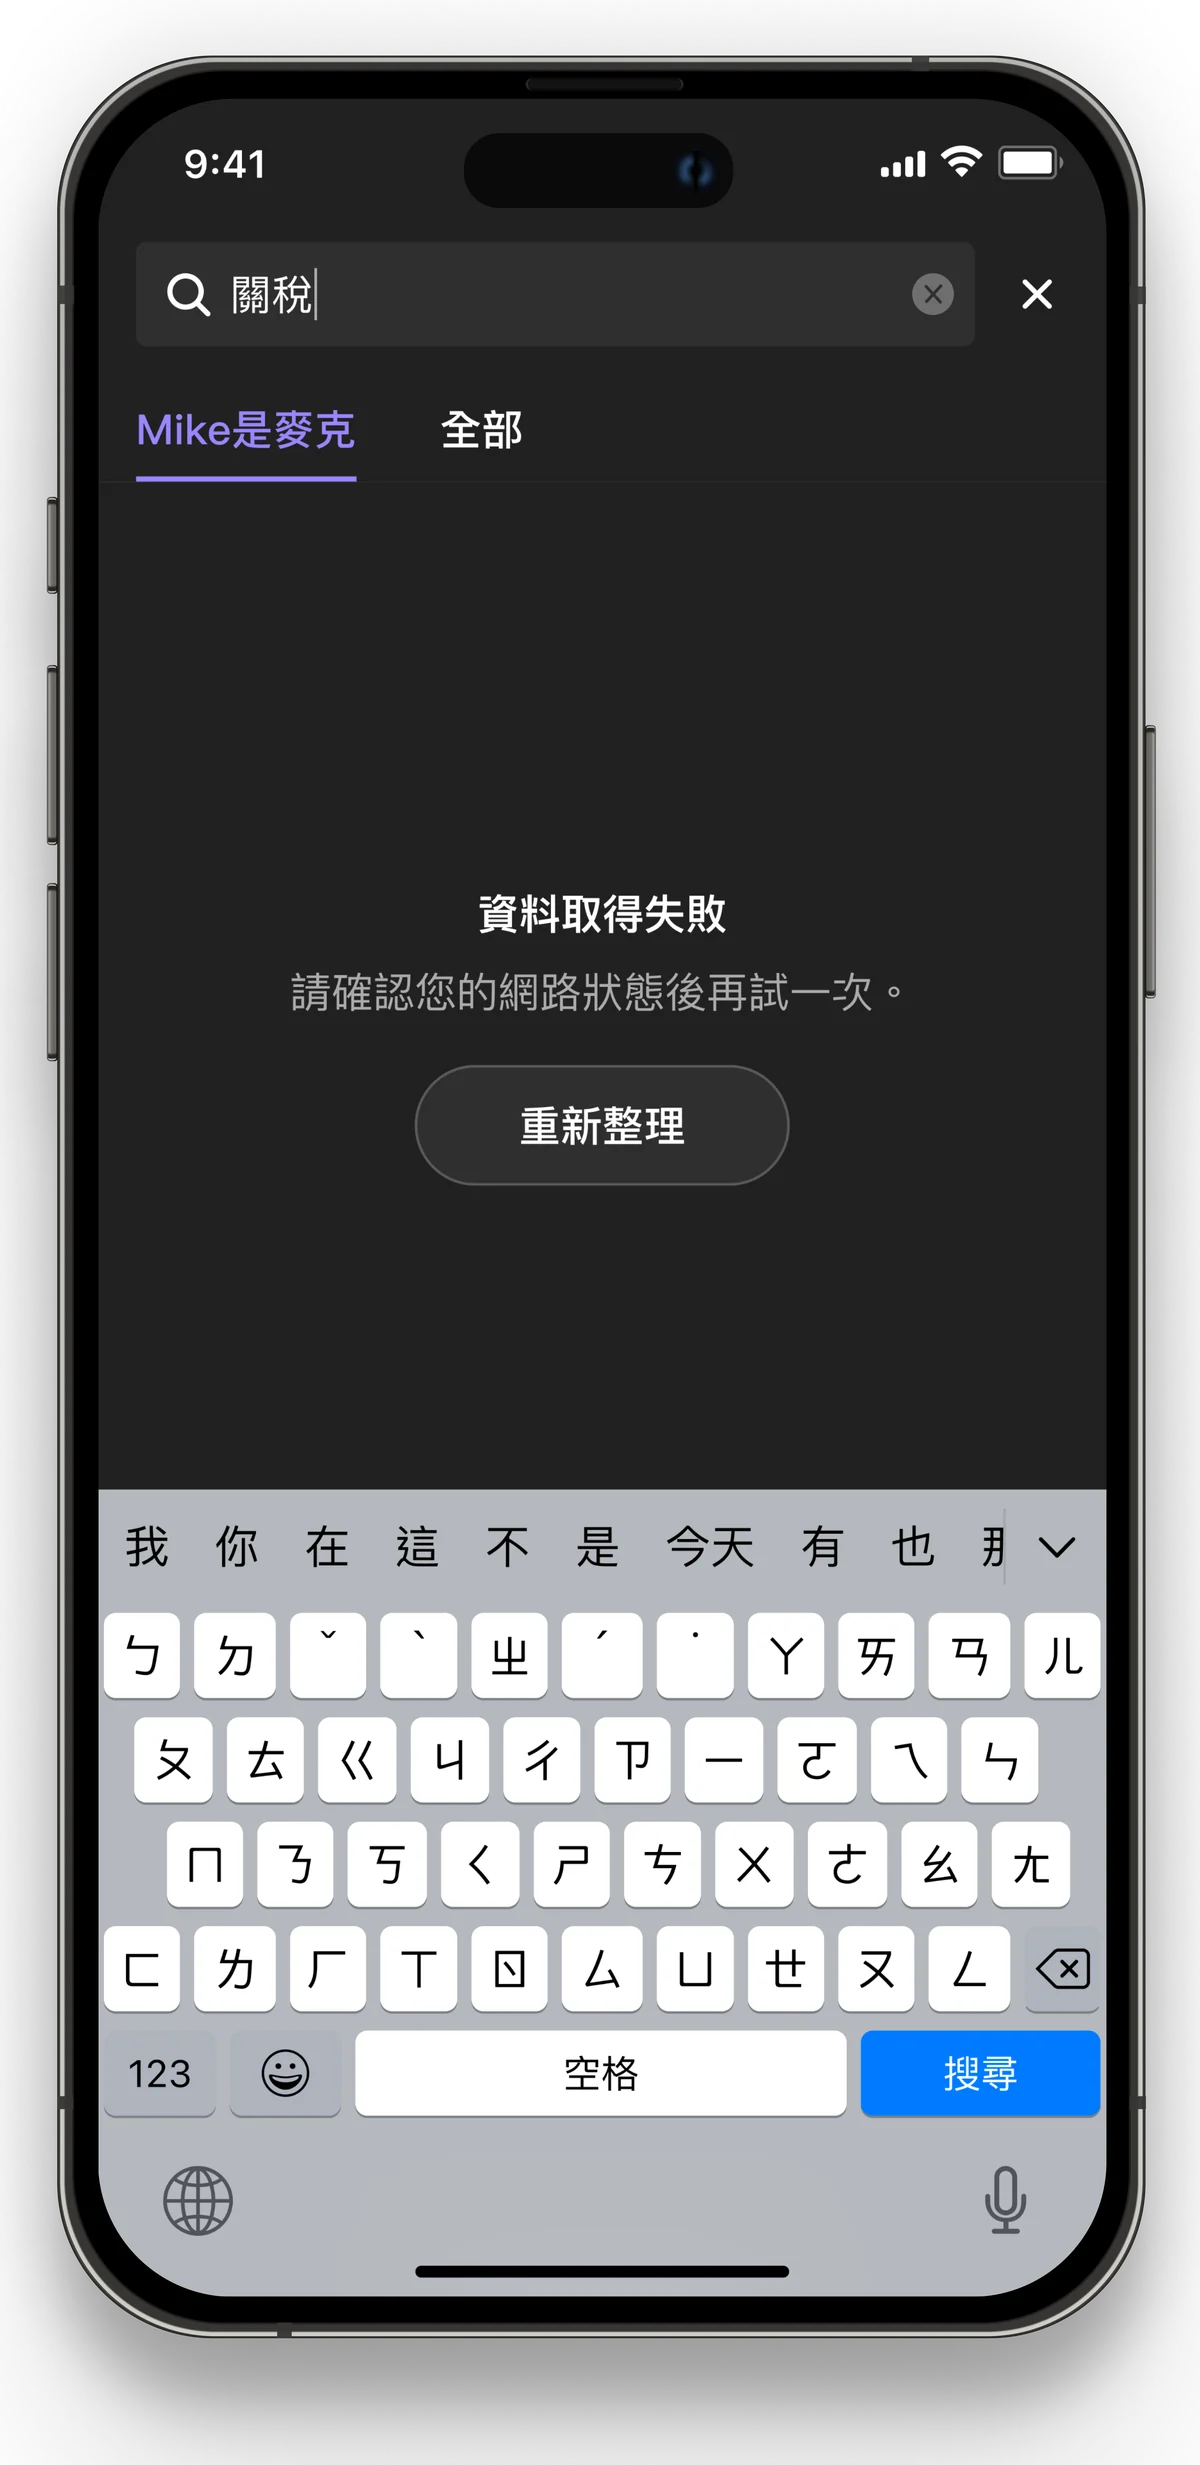 9:41
關稅
Mike是麥克 全部
資料取得失敗
請確認您的網路狀態後再試一次。
重新整理
我 你 在 這 不 是 今天 有 也
ㄅ ㄉ ˇ ˋ ㄓ ˊ ˙ ㄚ ㄞ ㄢ ㄦ
ㄆ ㄊ ㄍ ㄐ ㄔ ㄗ ㄧ ㄛ ㄟ ㄣ
ㄇ ㄋ ㄎ ㄑ ㄕ ㄘ ㄨ ㄜ ㄠ ㄤ
ㄈ ㄌ ㄏ ㄒ ㄖ ㄙ ㄩ ㄝ ㄡ ㄥ
123 空格 搜尋